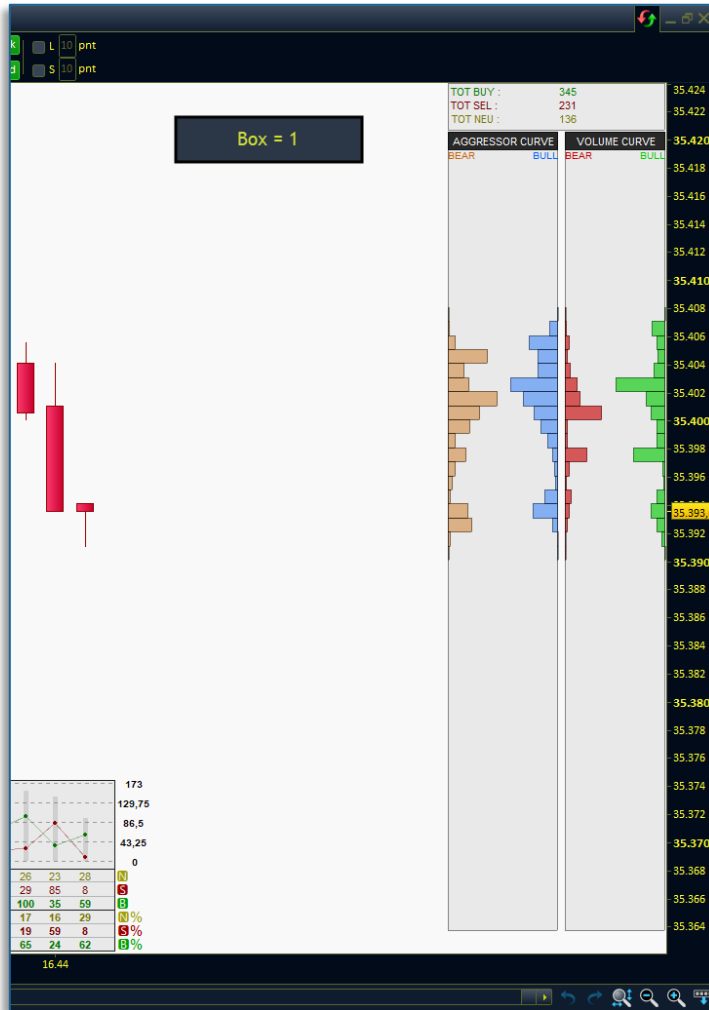 k L 10 pnt
d S 10 pnt
Box = 1
TOT BUY : 345
TOT SEL : 231
TOT NEU : 136
AGGRESSOR CURVE VOLUME CURVE
BEAR BULL BEAR BULL
35.424
35.422
35.420
35.418
35.416
35.414
35.412
35.410
35.408
35.406
35.404
35.402
35.400
35.398
35.396
35.393,
35.392
35.390
35.388
35.386
35.384
35.382
35.380
35.378
35.376
35.374
35.372
35.370
35.368
35.366
35.364
173
129,75
86,5
43,25
0
26 23 28 N
29 85 8 S
100 35 59 B
17 16 29 N%
19 59 8 S%
65 24 62 B%
16.44